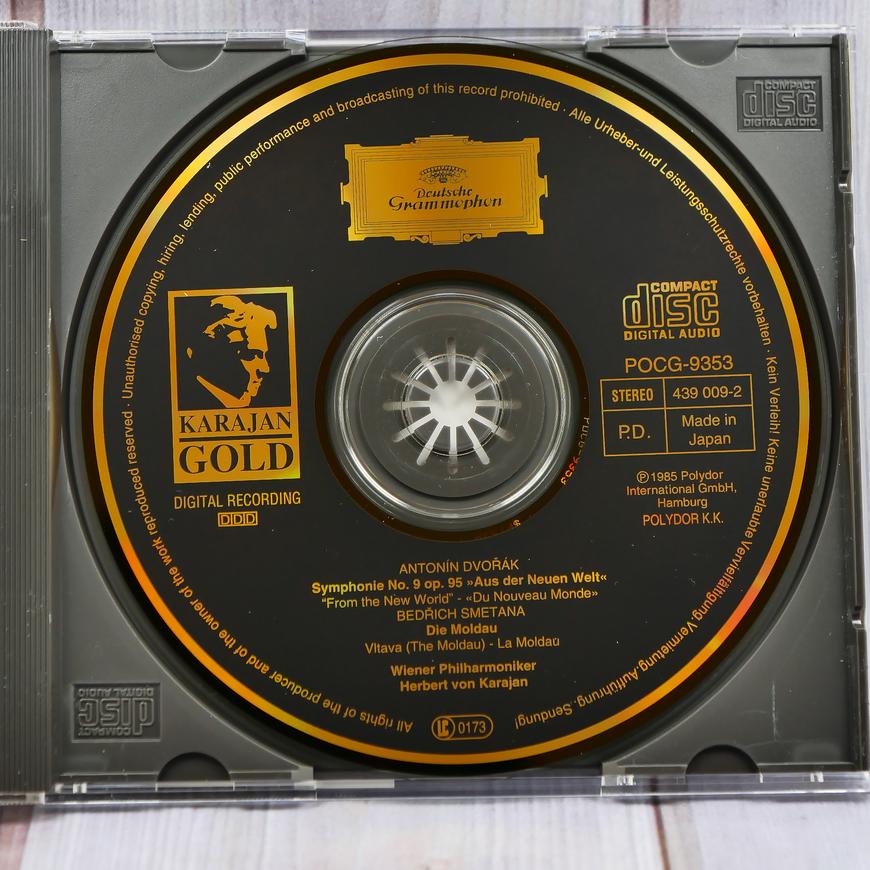 All rights of the producer and of the owner of the work reproduced reserved · Unauthorised copying, hiring, lending, public performance and broadcasting of this record prohibited · Alle Urheber-und Leistungsschutzrechte vorbehalten · Kein Verleih! Keine unerlaubte Vervielfältigung, Vermietung, Aufführung, Sendung!
Deutsche
Grammophon
COMPACT
disc
DIGITAL AUDIO
KARAJAN
GOLD
DIGITAL RECORDING
DDD
COMPACT
disc
DIGITAL AUDIO
POCG-9353
STEREO 439 009-2
P.D. Made in
Japan
℗ 1985 Polydor
International GmbH,
Hamburg
POLYDOR K.K.
POCG-9353
ANTONÍN DVOŘÁK
Symphonie No. 9 op. 95 »Aus der Neuen Welt«
"From the New World" - «Du Nouveau Monde»
BEDŘICH SMETANA
Die Moldau
Vltava (The Moldau) - La Moldau
Wiener Philharmoniker
Herbert von Karajan
LC 0173
COMPACT
disc
DIGITAL AUDIO